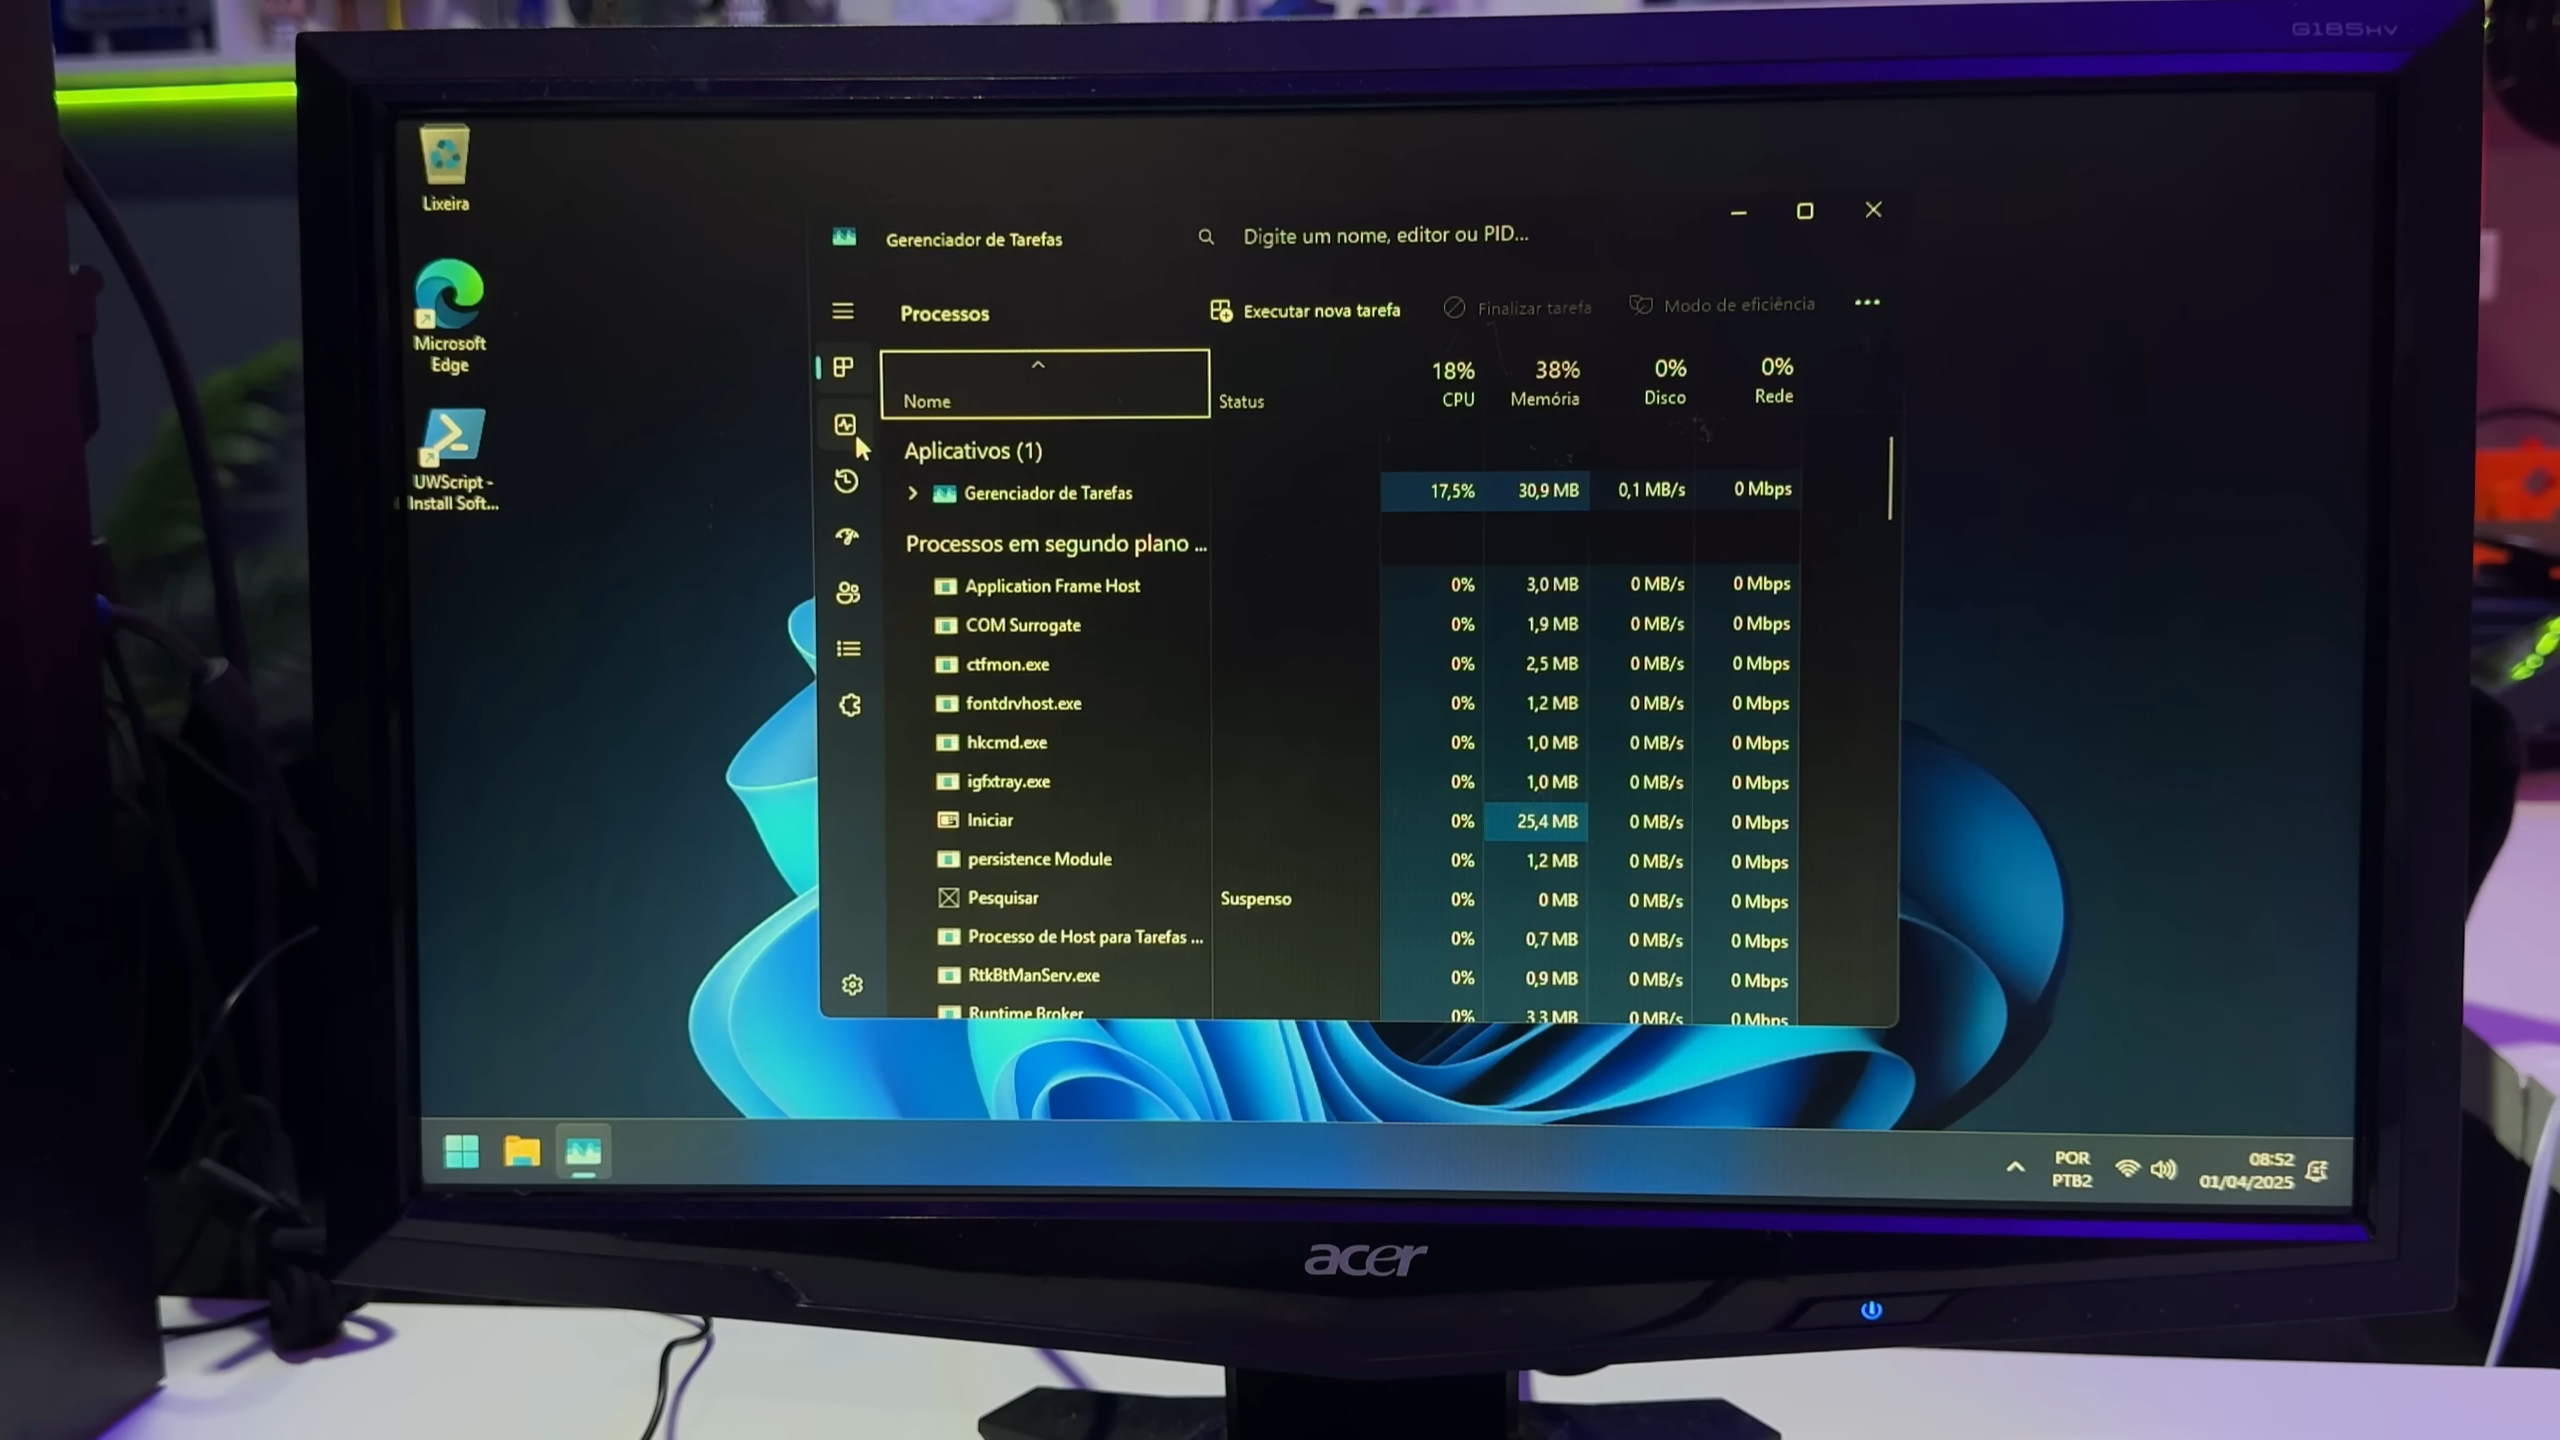 G185HV
Lixeira
Microsoft
Edge
UWScript -
Install Soft...
Gerenciador de Tarefas
Digite um nome, editor ou PID...
Processos
Executar nova tarefa
Finalizar tarefa
Modo de eficiência
Nome
Status
18%
CPU
38%
Memória
0%
Disco
0%
Rede
Aplicativos (1)
Gerenciador de Tarefas 17,5% 30,9 MB 0,1 MB/s 0 Mbps
Processos em segundo plano ...
Application Frame Host 0% 3,0 MB 0 MB/s 0 Mbps
COM Surrogate 0% 1,9 MB 0 MB/s 0 Mbps
ctfmon.exe 0% 2,5 MB 0 MB/s 0 Mbps
fontdrvhost.exe 0% 1,2 MB 0 MB/s 0 Mbps
hkcmd.exe 0% 1,0 MB 0 MB/s 0 Mbps
igfxtray.exe 0% 1,0 MB 0 MB/s 0 Mbps
Iniciar 0% 25,4 MB 0 MB/s 0 Mbps
persistence Module 0% 1,2 MB 0 MB/s 0 Mbps
Pesquisar Suspenso 0% 0 MB 0 MB/s 0 Mbps
Processo de Host para Tarefas ... 0% 0,7 MB 0 MB/s 0 Mbps
RtkBtManServ.exe 0% 0,9 MB 0 MB/s 0 Mbps
Runtime Broker 0% 3,3 MB 0 MB/s 0 Mbps
POR
PTB2
08:52
01/04/2025
acer